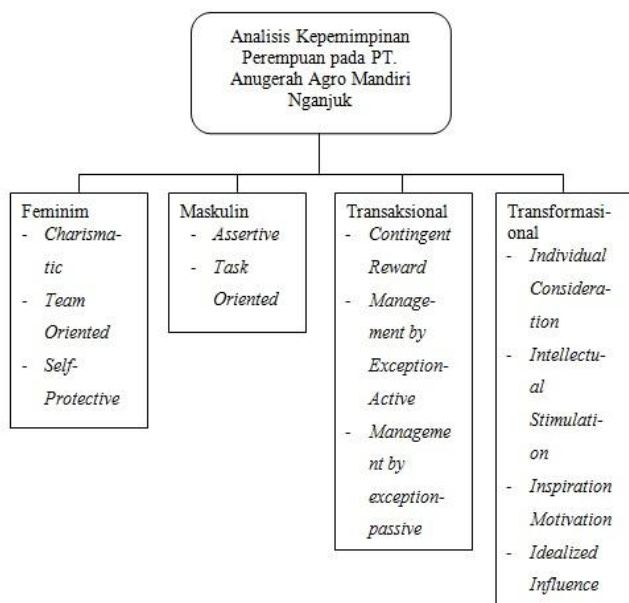 Analisis Kepemimpinan
Perempuan pada PT.
Anugerah Agro Mandiri
Nganjuk
Feminim
- Charisma-
tic
- Team
Oriented
- Self-
Protective
Maskulin
- Assertive
- Task
Oriented
Transaksional
- Contingent
Reward
- Manage-
ment by
Exception-
Active
- Manageme
nt by
exception-
passive
Transformasi-
onal
- Individual
Considera-
tion
- Intellectu-
al
Stimulati-
on
- Inspiration
Motivation
- Idealized
Influence